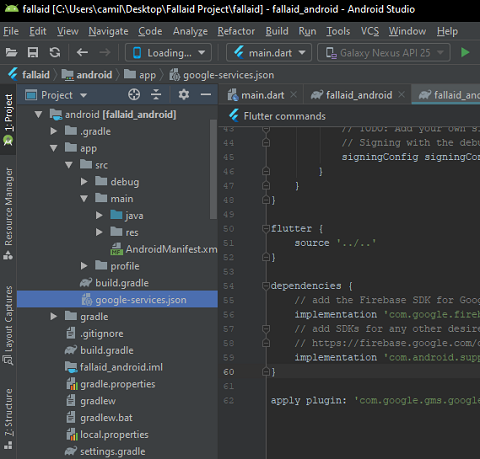 fallaid [C:\Users\camil\Desktop\Fallaid Project\fallaid] - fallaid_android - Android Studio
File Edit View Navigate Code Analyze Refactor Build Run Tools VCS Window Help
Loading... main.dart Galaxy Nexus API 25
fallaid android app google-services.json
1: Project
Resource Manager
Layout Captures
7: Structure
Project
android [fallaid_android]
.gradle
app
src
debug
main
java
res
AndroidManifest.xm
profile
build.gradle
google-services.json
gradle
.gitignore
build.gradle
fallaid_android.iml
gradle.properties
gradlew
gradlew.bat
local.properties
settings.gradle
main.dart fallaid_android fallaid_and
Flutter commands
43 // TODO: Add your own si
44 // Signing with the debu
45 signingConfig signingCon
46 }
47 }
48 }
49
50 flutter {
51 source '../..'
52 }
53
54 dependencies {
55 // add the Firebase SDK for Goog
56 implementation 'com.google.fireb
57 // add SDKs for any other desire
58 // https://firebase.google.com/d
59 implementation 'com.android.supp
60 }
61
62 apply plugin: 'com.google.gms.google